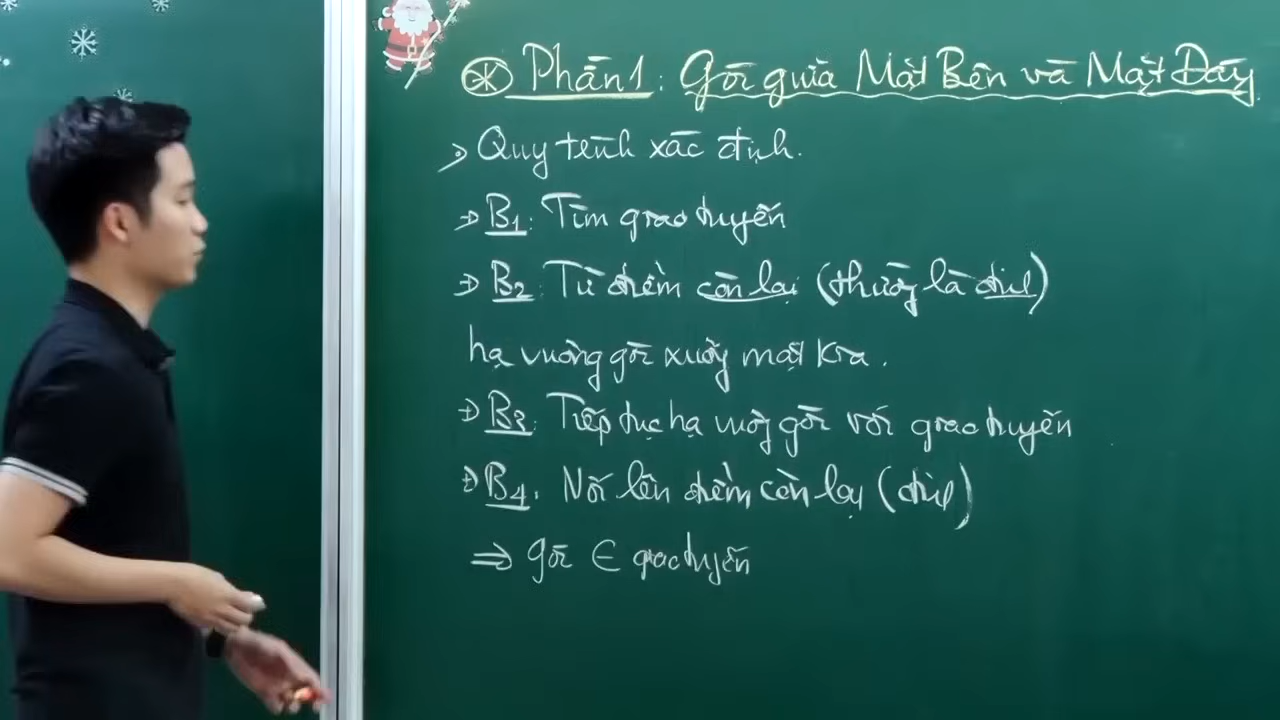 ⊛ Phần 1: Góc giữa Mặt Bên và Mặt Đáy
> Quy trình xác định.
→ B1: Tìm giao tuyến
→ B2: Từ điểm còn lại (thường là đỉnh)
hạ vuông góc xuống mặt kia.
→ B3: Tiếp tục hạ vuông góc với giao tuyến
→ B4. Nối lên điểm còn lại (đỉnh)
⇒ góc ∈ giao tuyến